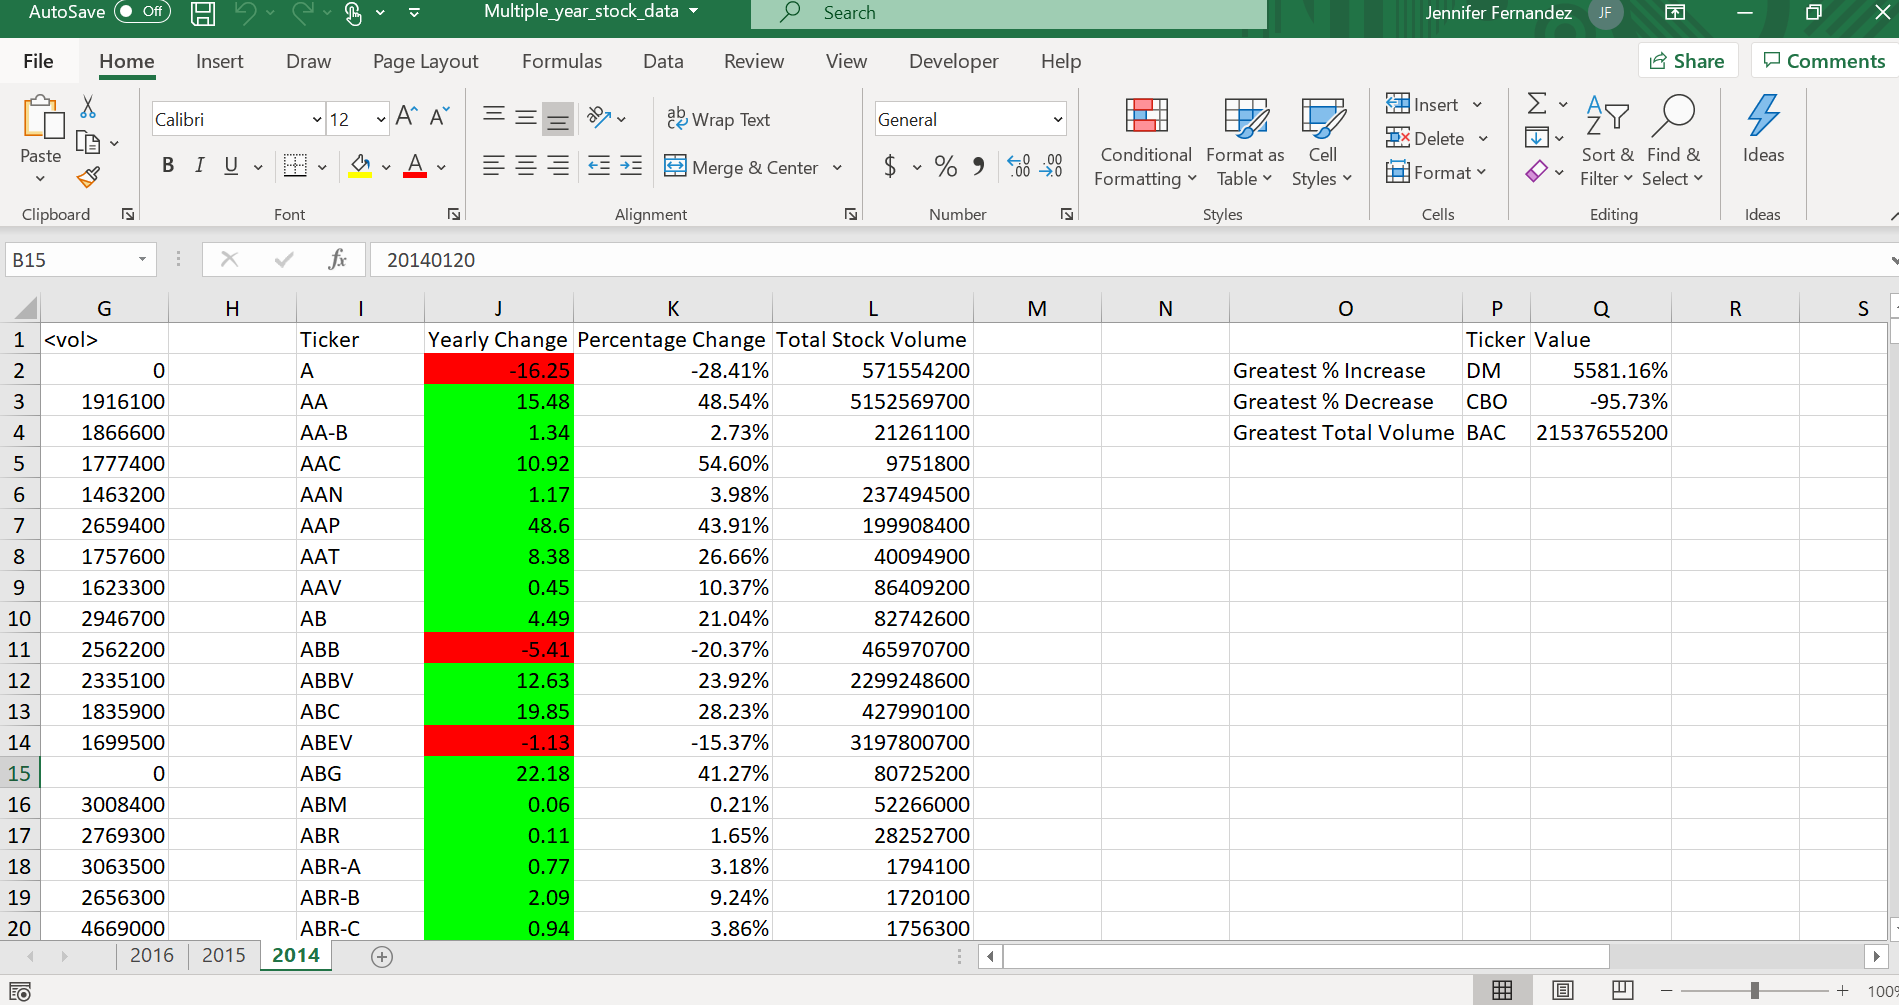 AutoSave Off Multiple_year_stock_data Search Jennifer Fernandez JF
File Home Insert Draw Page Layout Formulas Data Review View Developer Help Share Comments
Paste Calibri 12 A A Wrap Text General Conditional Formatting Format as Table Cell Styles Insert Sort & Filter Find & Select Ideas
B I U A Merge & Center $ % Delete
Format
Clipboard Font Alignment Number Styles Cells Editing Ideas
B15 fx 20140120
G H I J K L M N O P Q R S
1 <vol> Ticker Yearly Change Percentage Change Total Stock Volume Ticker Value
2 0 A -16.25 -28.41% 571554200 Greatest % Increase DM 5581.16%
3 1916100 AA 15.48 48.54% 5152569700 Greatest % Decrease CBO -95.73%
4 1866600 AA-B 1.34 2.73% 21261100 Greatest Total Volume BAC 21537655200
5 1777400 AAC 10.92 54.60% 9751800
6 1463200 AAN 1.17 3.98% 237494500
7 2659400 AAP 48.6 43.91% 199908400
8 1757600 AAT 8.38 26.66% 40094900
9 1623300 AAV 0.45 10.37% 86409200
10 2946700 AB 4.49 21.04% 82742600
11 2562200 ABB -5.41 -20.37% 465970700
12 2335100 ABBV 12.63 23.92% 2299248600
13 1835900 ABC 19.85 28.23% 427990100
14 1699500 ABEV -1.13 -15.37% 3197800700
15 0 ABG 22.18 41.27% 80725200
16 3008400 ABM 0.06 0.21% 52266000
17 2769300 ABR 0.11 1.65% 28252700
18 3063500 ABR-A 0.77 3.18% 1794100
19 2656300 ABR-B 2.09 9.24% 1720100
20 4669000 ABR-C 0.94 3.86% 1756300
2016 2015 2014
100%